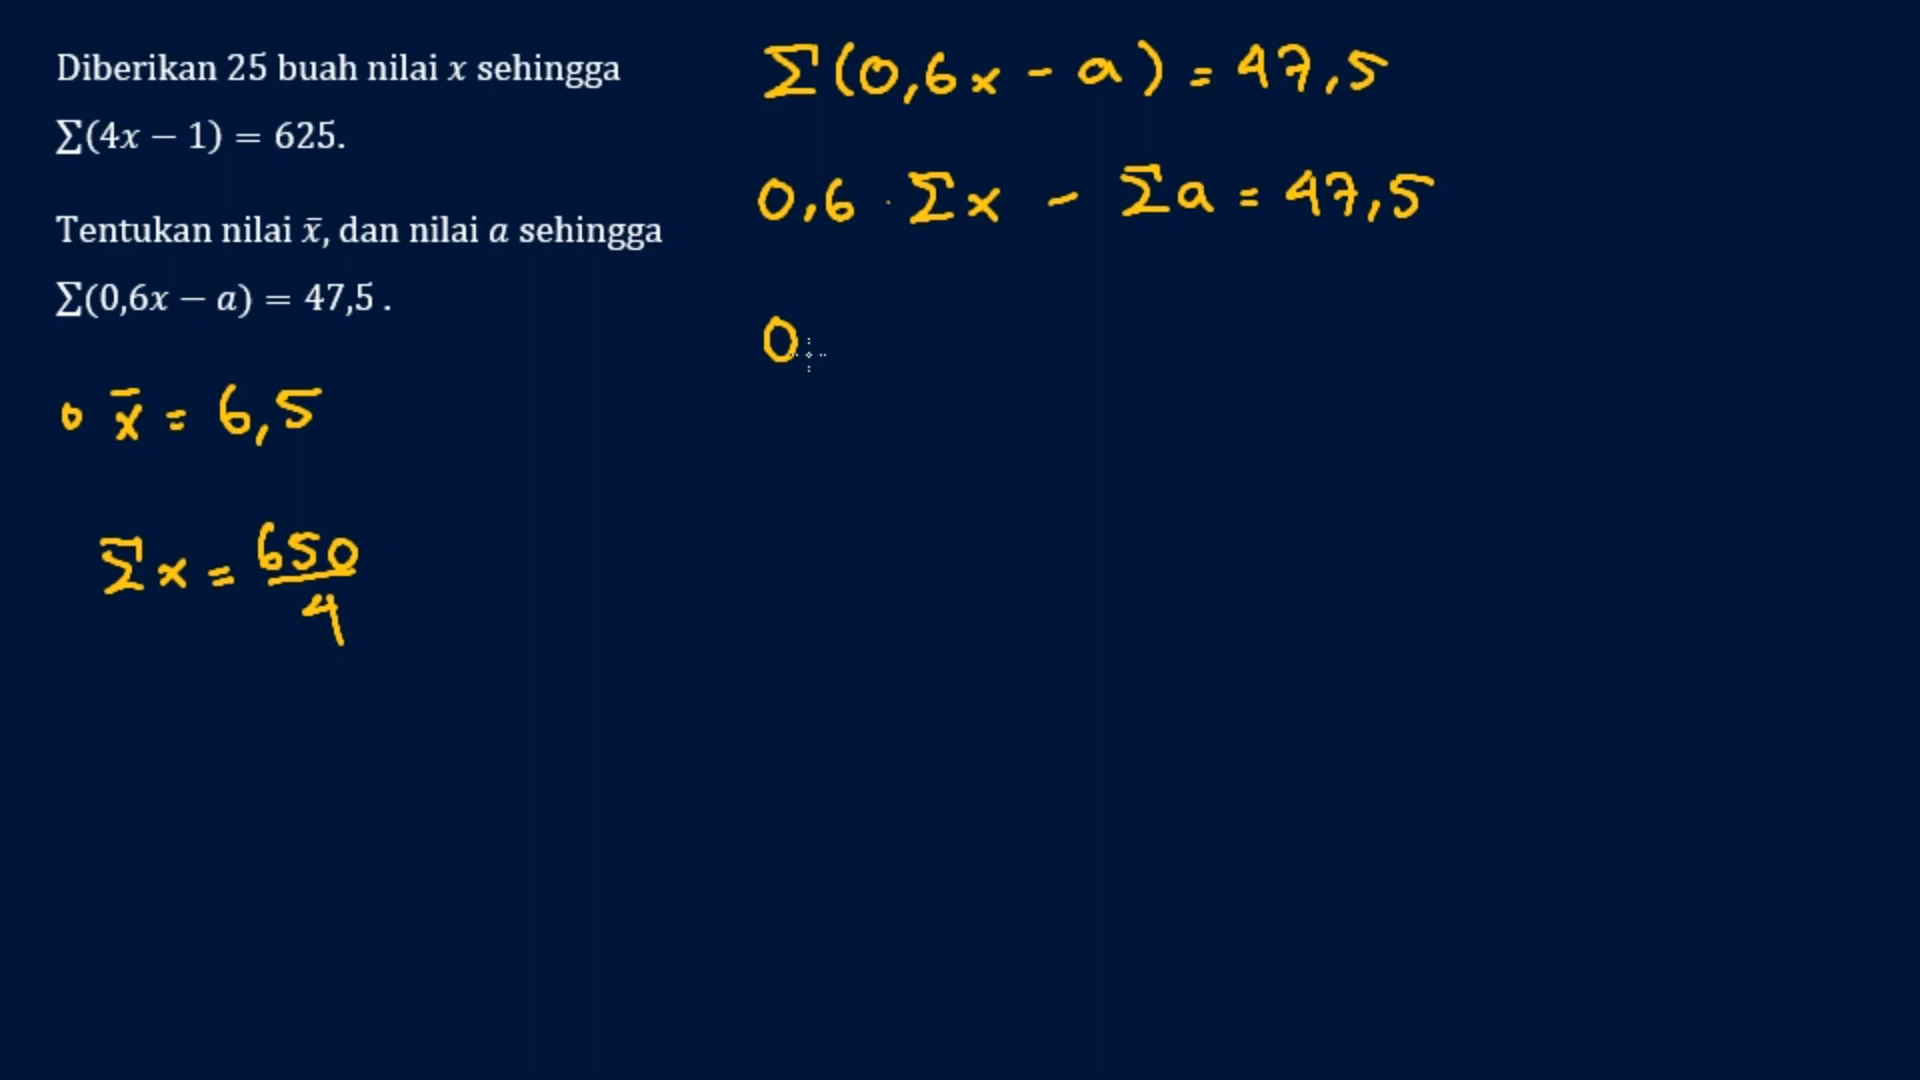 Diberikan 25 buah nilai x sehingga
∑(4x − 1) = 625.
Tentukan nilai x̄, dan nilai a sehingga
∑(0,6x − a) = 47,5 .
o x̄ = 6,5
∑x = 650/4
∑(0,6x - a) = 47,5
0,6 · ∑x - ∑a = 47,5
0,